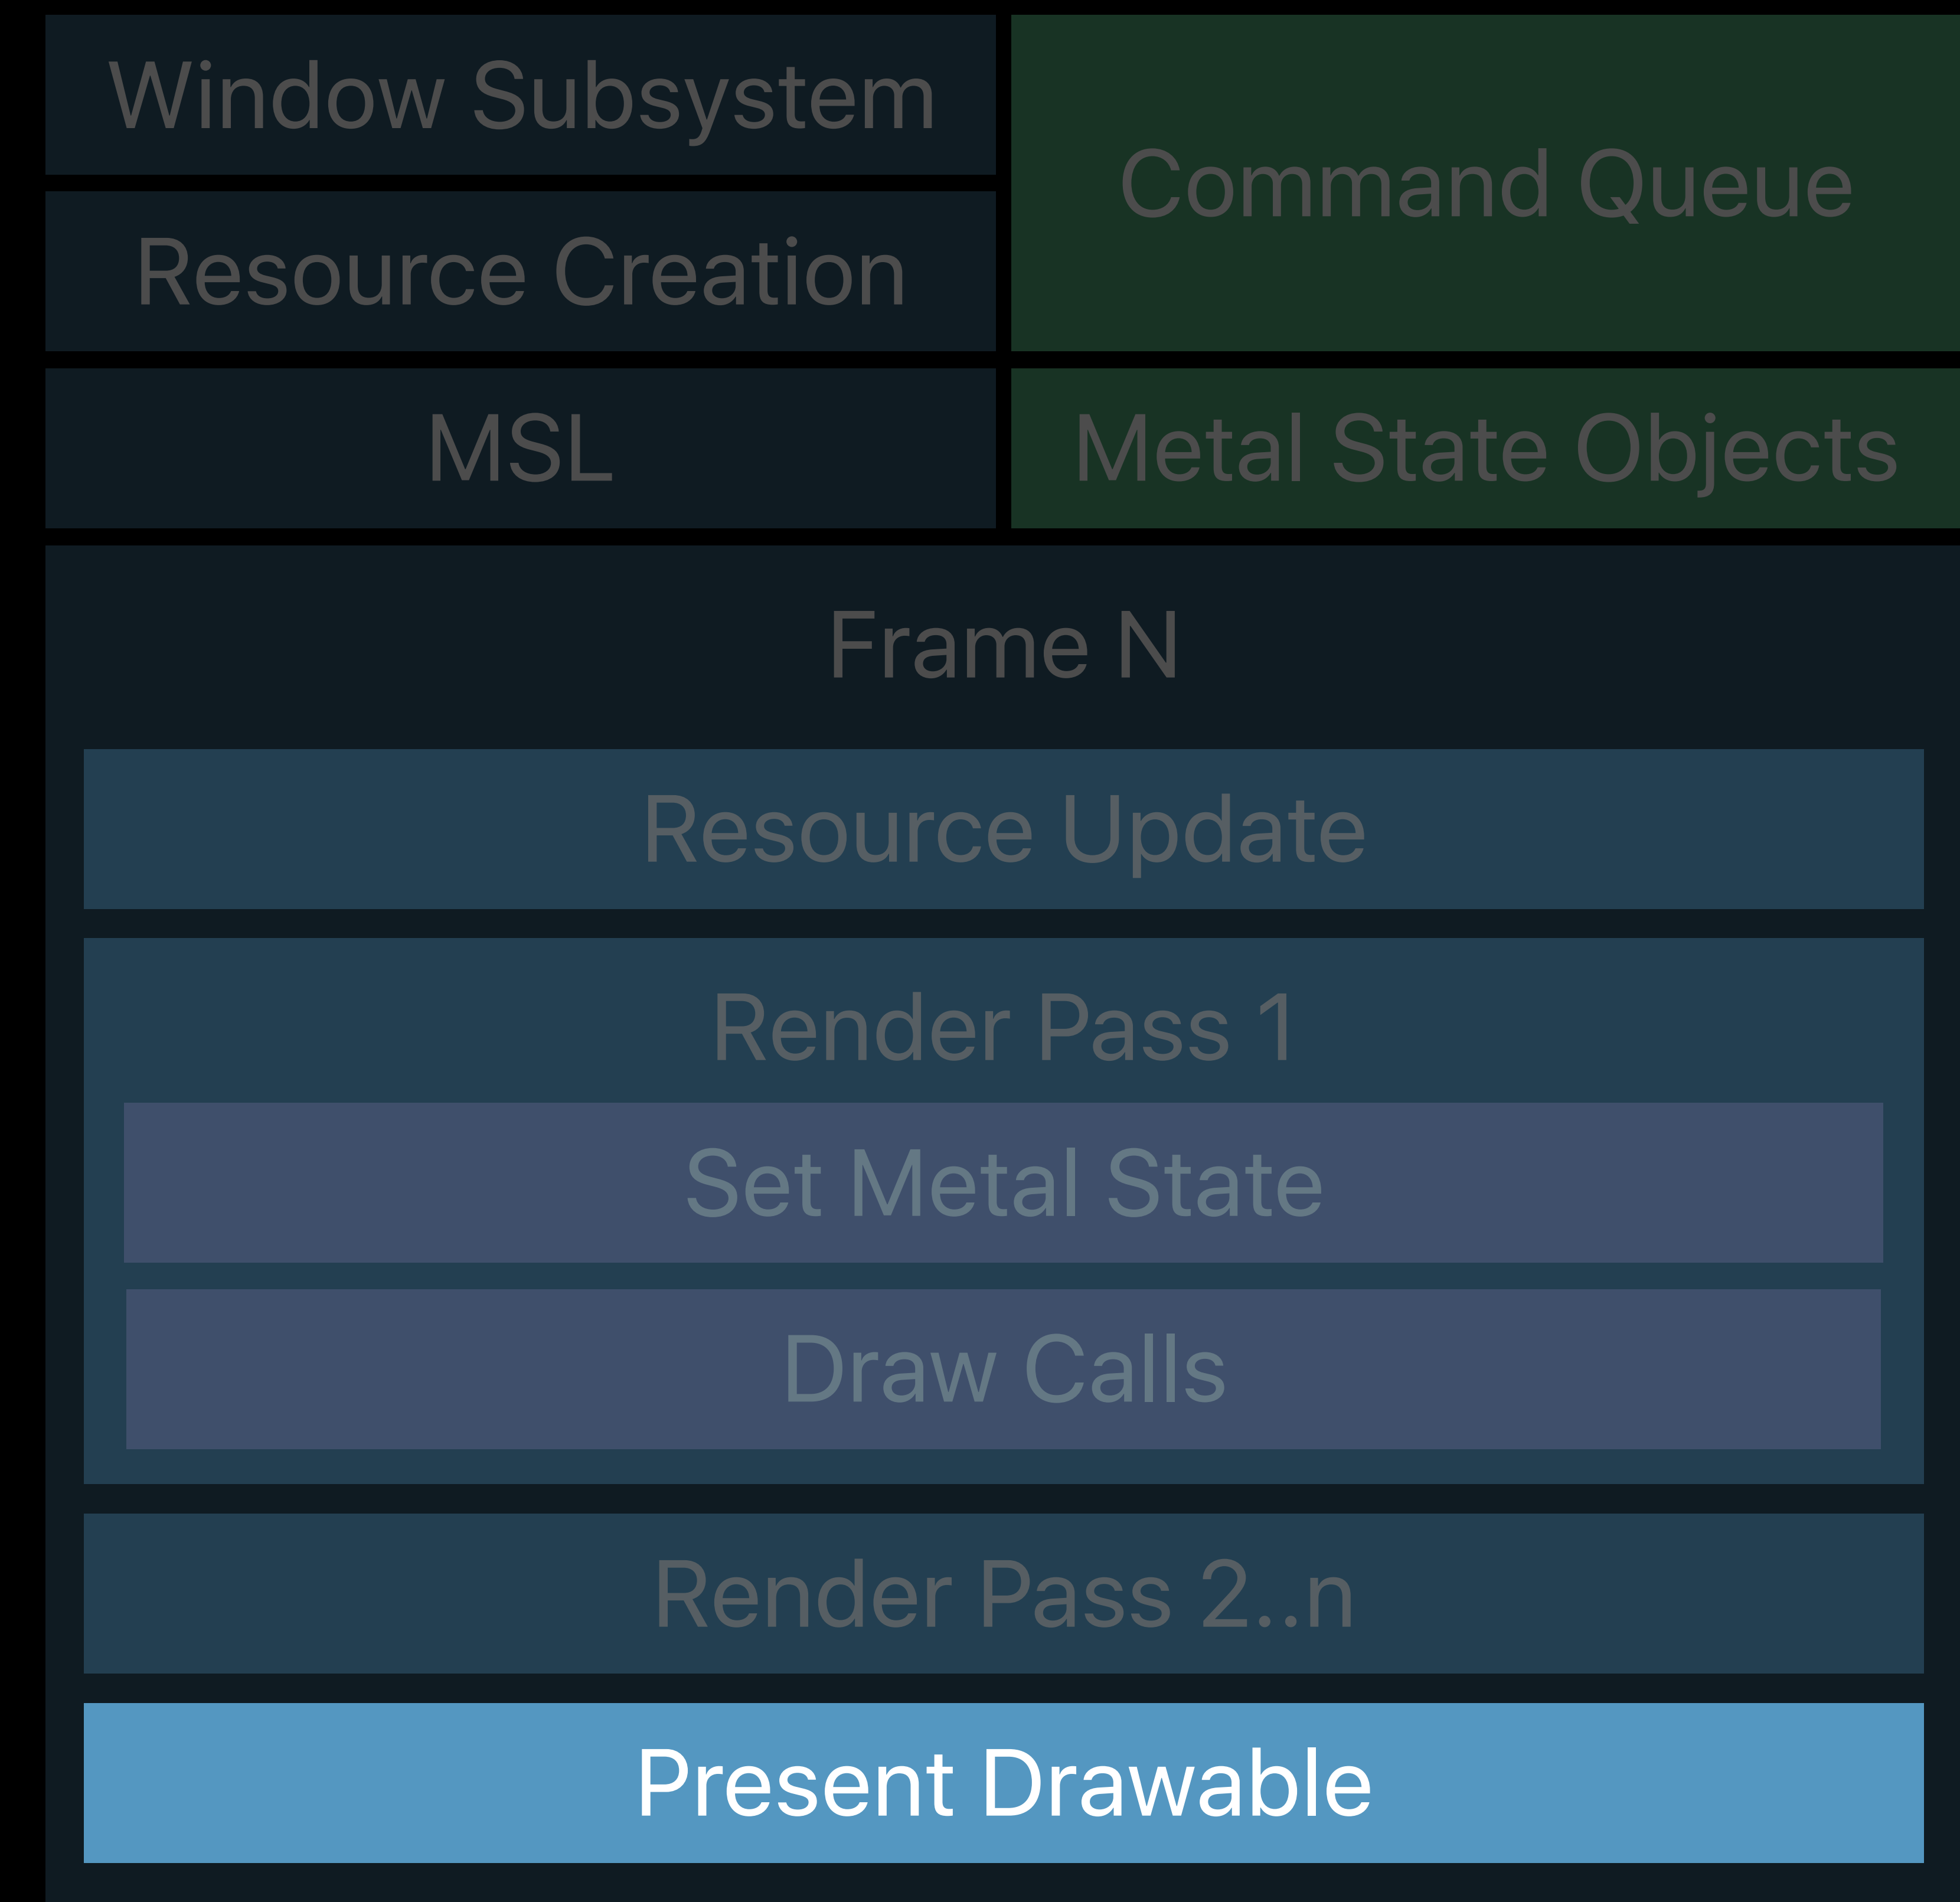 Window Subsystem
Command Queue
Resource Creation
MSL
Metal State Objects
Frame N
Resource Update
Render Pass 1
Set Metal State
Draw Calls
Render Pass 2..n
Present Drawable